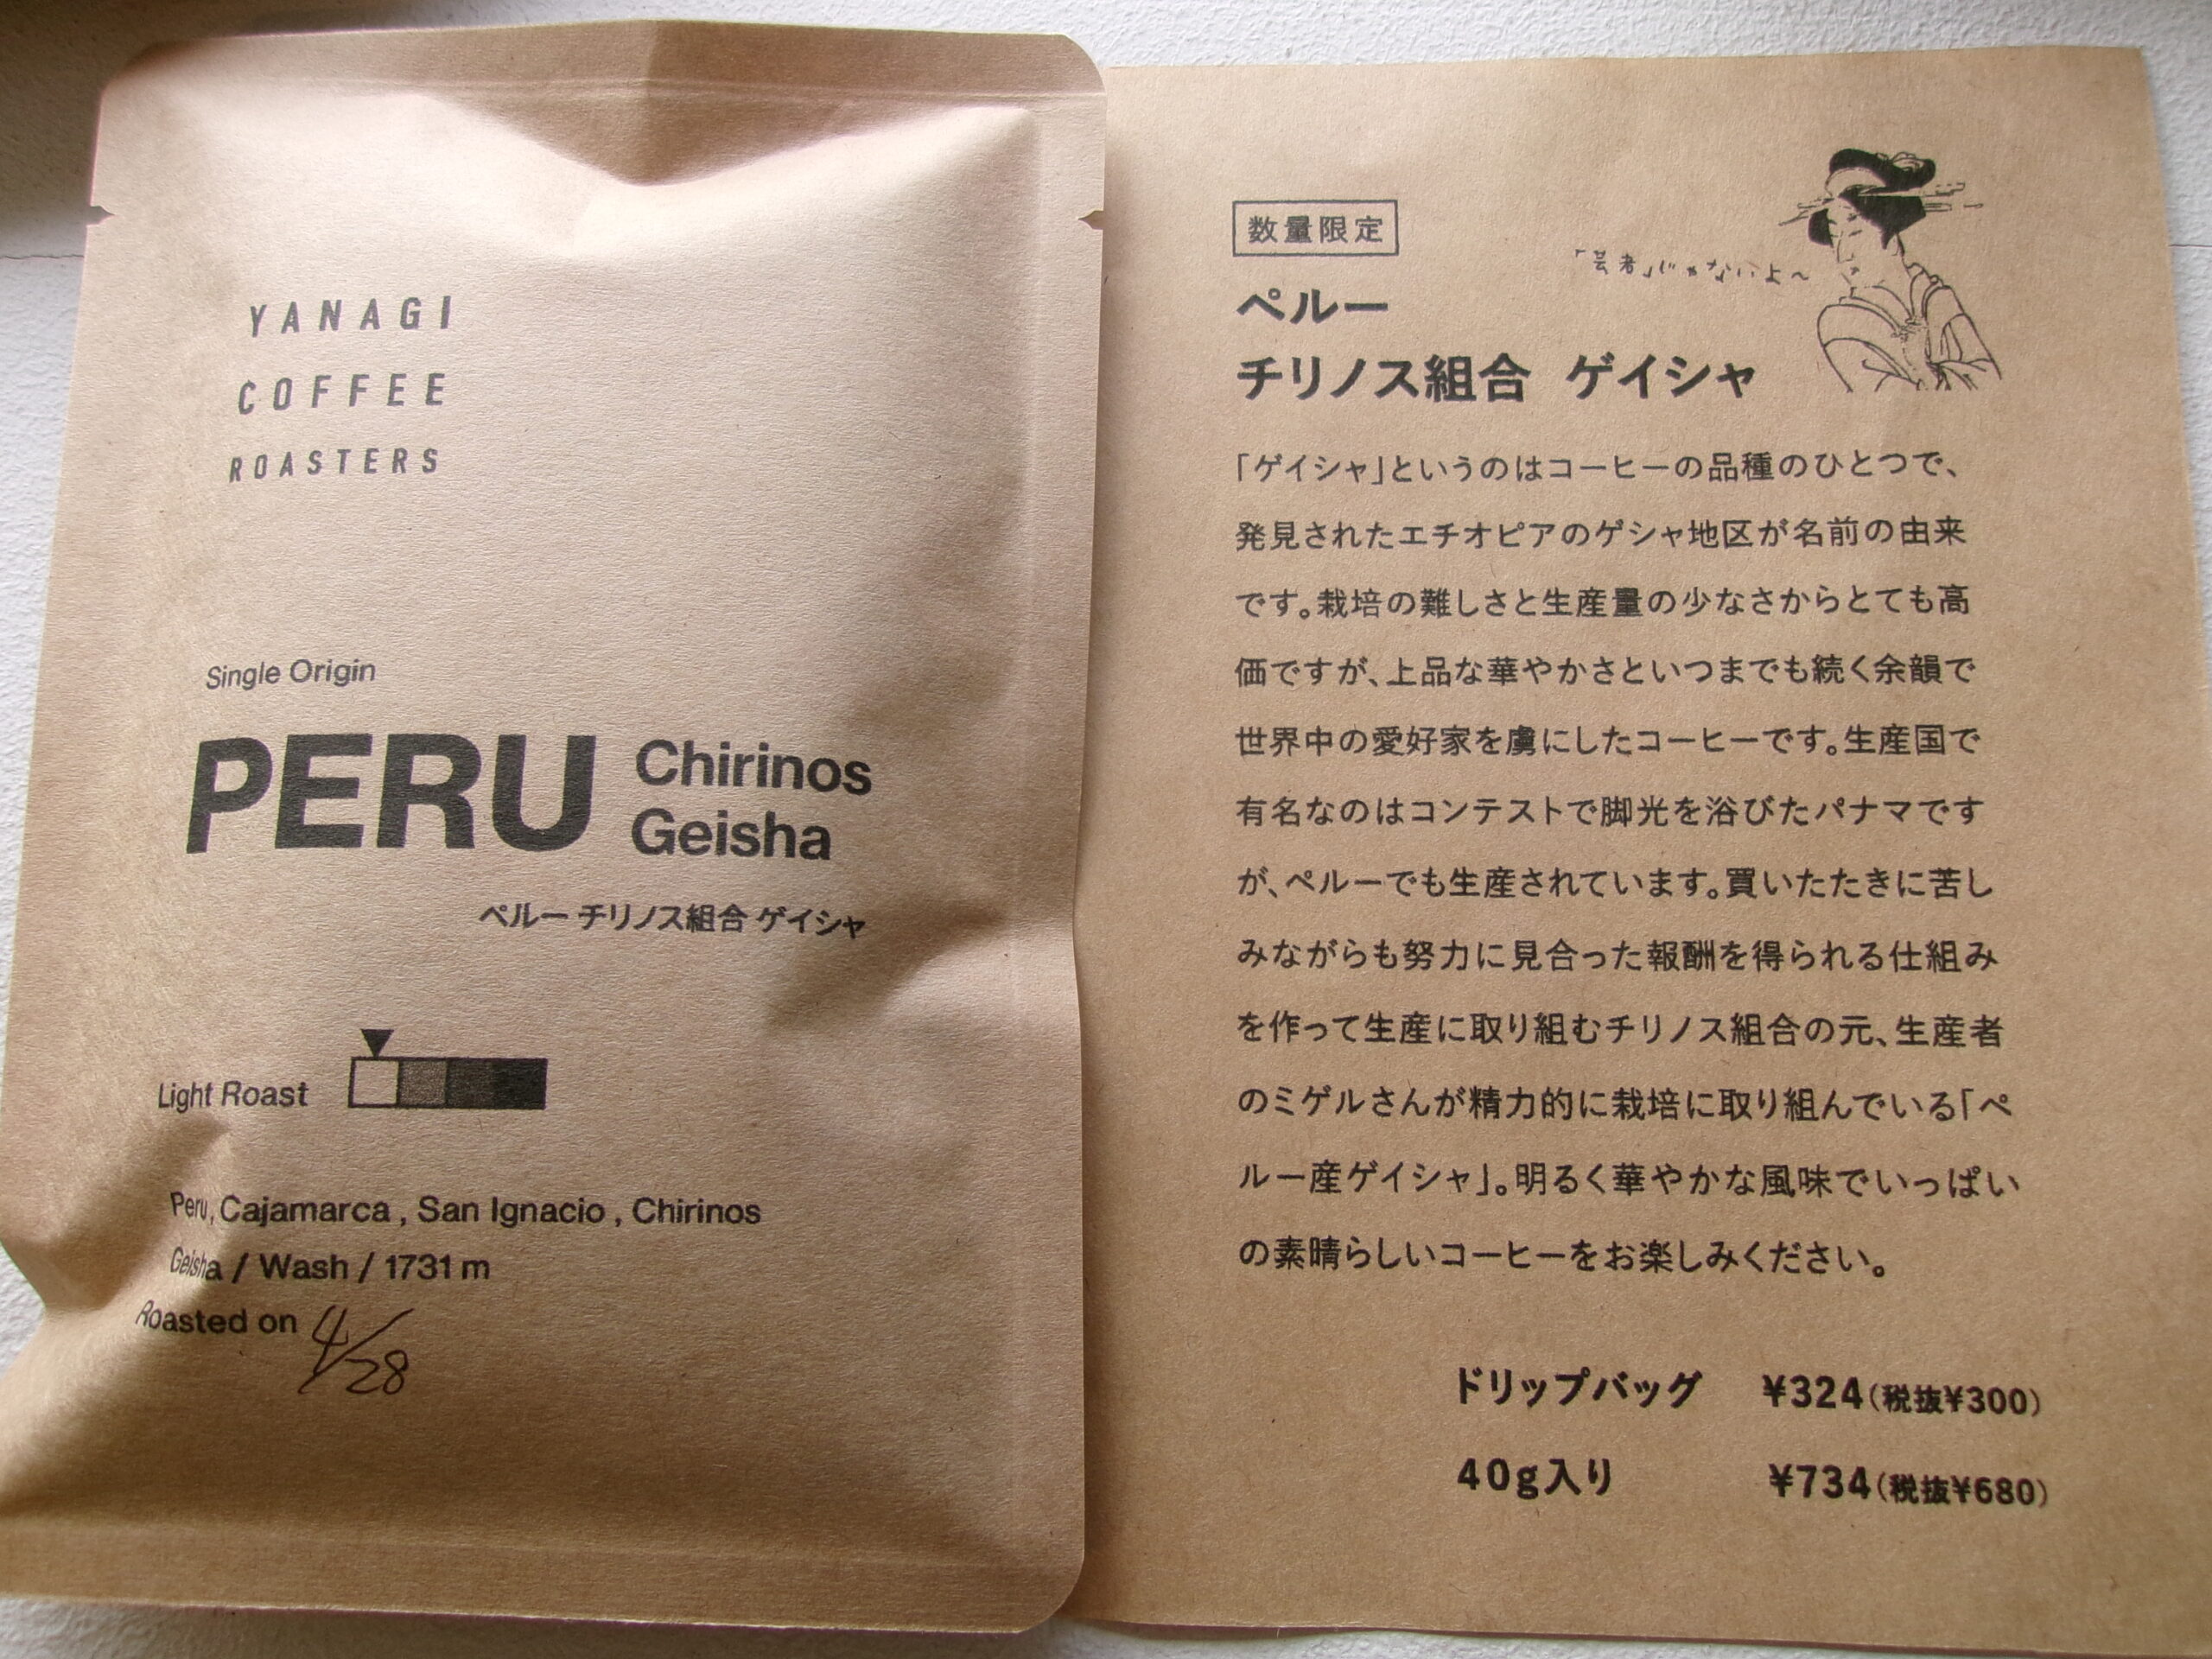 YANAGI
COFFEE
ROASTERS
Single Origin
PERU Chirinos
Geisha
ペルー チリノス組合 ゲイシャ
Light Roast
Peru, Cajamarca , San Ignacio , Chirinos
Geisha / Wash / 1731 m
Roasted on 4/28
数量限定
「芸者」じゃないよ〜
ペルー
チリノス組合 ゲイシャ
「ゲイシャ」というのはコーヒーの品種のひとつで、
発見されたエチオピアのゲシャ地区が名前の由来
です。栽培の難しさと生産量の少なさからとても高
価ですが、上品な華やかさといつまでも続く余韻で
世界中の愛好家を虜にしたコーヒーです。生産国で
有名なのはコンテストで脚光を浴びたパナマです
が、ペルーでも生産されています。買いたたきに苦し
みながらも努力に見合った報酬を得られる仕組み
を作って生産に取り組むチリノス組合の元、生産者
のミゲルさんが精力的に栽培に取り組んでいる「ペ
ルー産ゲイシャ」。明るく華やかな風味でいっぱい
の素晴らしいコーヒーをお楽しみください。
ドリップバッグ ¥324(税抜¥300)
40g入り ¥734(税抜¥680)